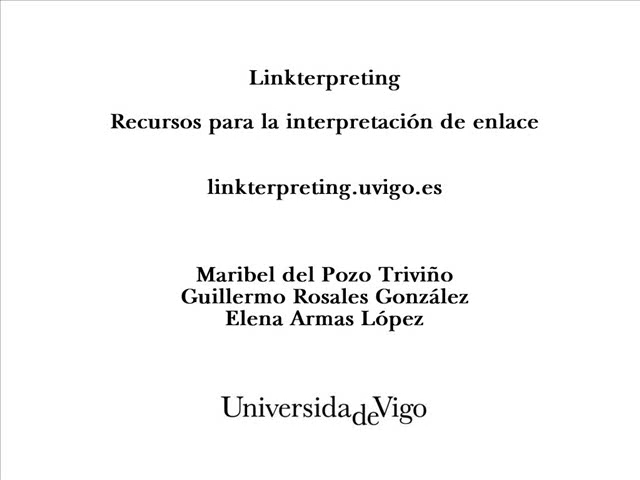 Linkterpreting
Recursos para la interpretación de enlace
linkterpreting.uvigo.es
Maribel del Pozo Triviño
Guillermo Rosales González
Elena Armas López
UniversidadeVigo